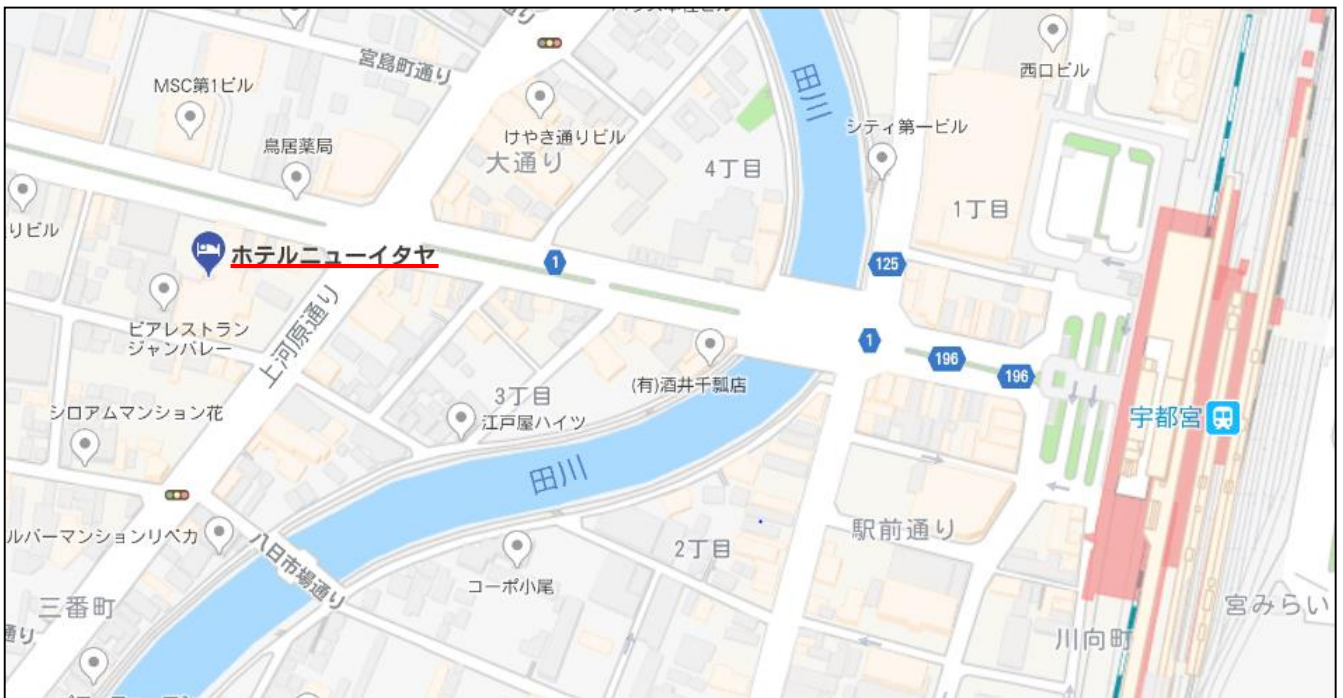 宮島町通り
MSC第1ビル
田川
西口ビル
けやき通りビル
シティ第一ビル
鳥居薬局
大通り
4丁目
1丁目
りビル
ホテルニューイタヤ
1
125
ビアレストラン
ジャンバレー
上河原通り
(有)酒井千瓢店
1
196
196
3丁目
シロアムマンション花
江戸屋ハイツ
宇都宮
田川
駅前通り
ルバーマンションリベカ
八日市場通り
2丁目
コーポ小尾
三番町
宮みらい
通り
川向町